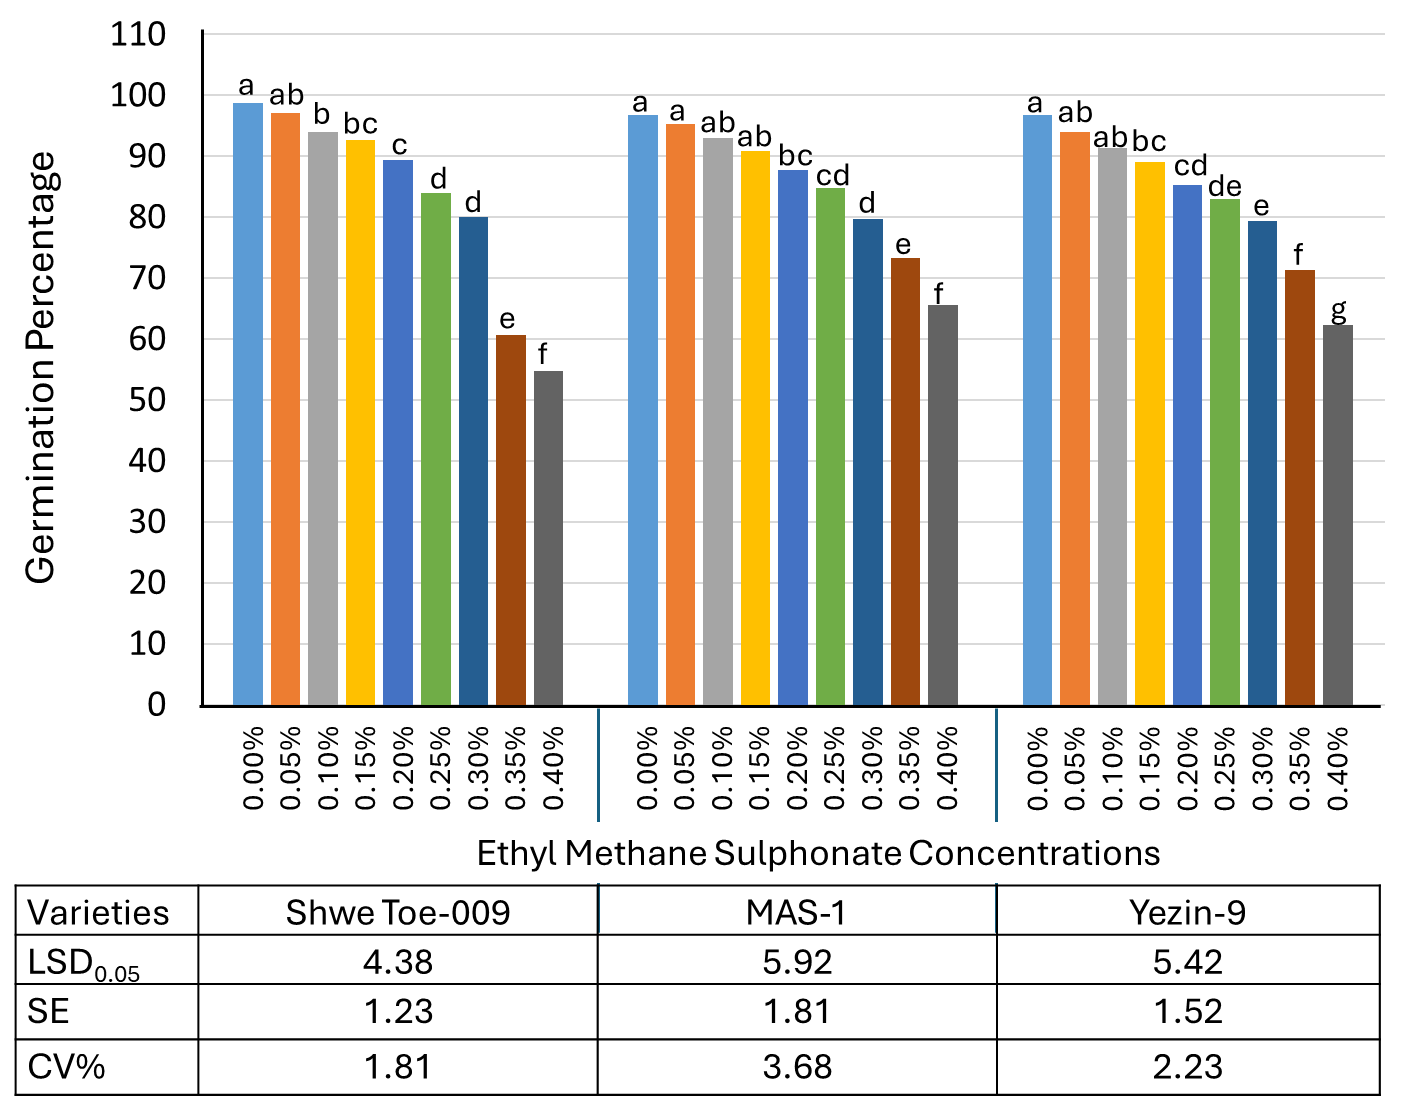 Germination Percentage
110
100
90
80
70
60
50
40
30
20
10
0
a ab b bc c d d e f
a a ab ab bc cd d e f
a ab ab bc cd de e f g
0.00% 0.05% 0.10% 0.15% 0.20% 0.25% 0.30% 0.35% 0.40%
0.00% 0.05% 0.10% 0.15% 0.20% 0.25% 0.30% 0.35% 0.40%
0.00% 0.05% 0.10% 0.15% 0.20% 0.25% 0.30% 0.35% 0.40%
Ethyl Methane Sulphonate Concentrations
Varieties Shwe Toe-009 MAS-1 Yezin-9
LSD0.05 4.38 5.92 5.42
SE 1.23 1.81 1.52
CV% 1.81 3.68 2.23